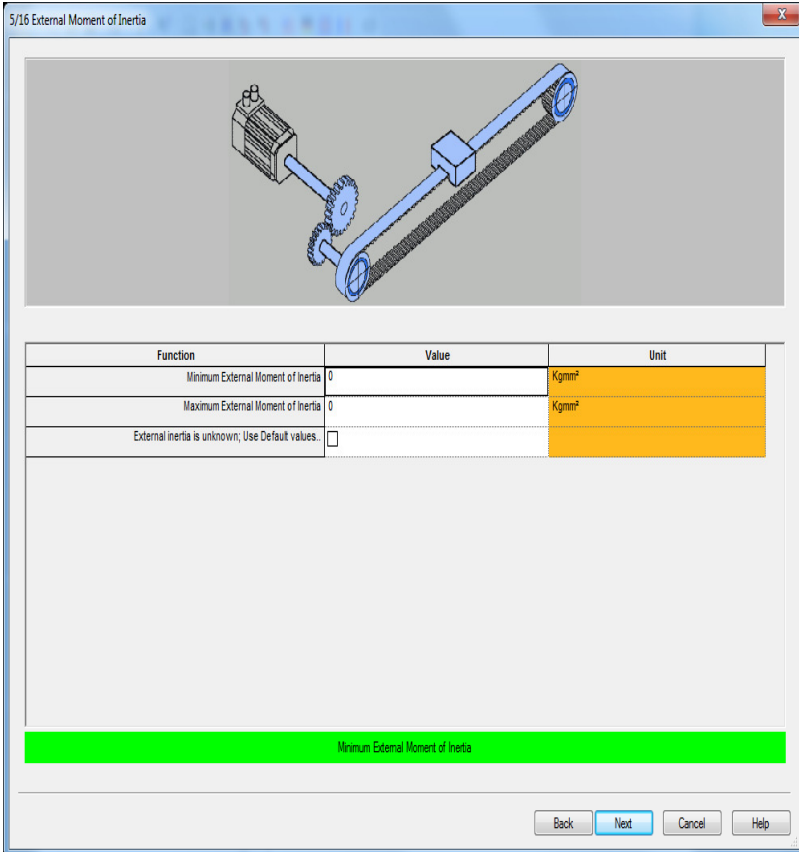 5/16 External Moment of Inertia
Function Value Unit
Minimum External Moment of Inertia 0 Kgmm²
Maximum External Moment of Inertia 0 Kgmm²
External inertia is unknown; Use Default values..
Minimum External Moment of Inertia
Back Next Cancel Help